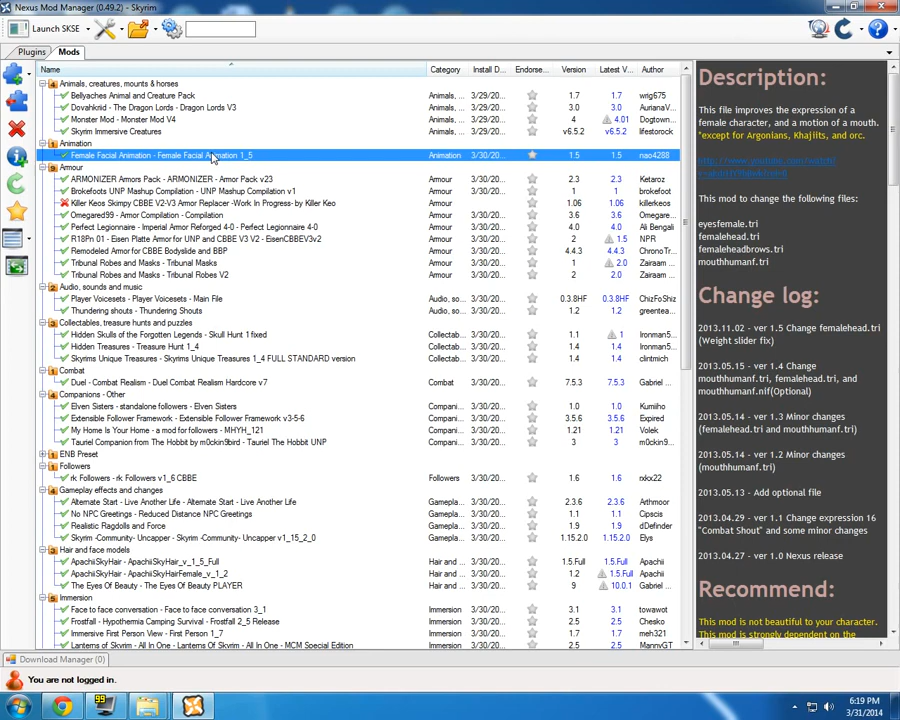 Nexus Mod Manager (0.49.2) - Skyrim
Launch SKSE
Plugins Mods
Name Category Install D... Endorse... Version Latest V... Author
4 Animals, creatures, mounts & horses
Bellyaches Animal and Creature Pack Animals, ... 3/29/20... 1.7 1.7 wrig675
Dovahkrid - The Dragon Lords - Dragon Lords V3 Animals, ... 3/29/20... 3.0 3.0 AurianaV...
Monster Mod - Monster Mod V4 Animals, ... 3/29/20... 4 4.01 Dogtown...
Skyrim Immersive Creatures Animals, ... 3/29/20... v6.5.2 v6.5.2 lifestorock
1 Animation
Female Facial Animation - Female Facial Animation 1_5 Animation 3/30/20... 1.5 1.5 nao4288
9 Amour
ARMONIZER Armors Pack - ARMONIZER - Armor Pack v23 Amour 3/30/20... 2.3 2.3 Ketaroz
Brokefoots UNP Mashup Compilation - UNP Mashup Compilation v1 Amour 3/30/20... 1 1 brokefoot
Killer Keos Skimpy CBBE V2-V3 Armor Replacer -Work In Progress- by Killer Keo Amour 1.06 1.06 killerkeos
Omegared99 - Armor Compilation - Compilation Amour 3/30/20... 3.6 3.6 Omegare...
Perfect Legionnaire - Imperial Armor Reforged 4-0 - Perfect Legionnaire 4-0 Amour 3/30/20... 4.0 4.0 Ali Bengali
R18Pn 01 - Eisen Platte Armor for UNP and CBBE V3 V2 - EisenCBBEV3v2 Amour 3/30/20... 2 1.5 NPR
Remodeled Armor for CBBE Bodyslide and BBP Amour 3/30/20... 4.4.3 4.4.3 ChronoTr...
Tribunal Robes and Masks - Tribunal Masks Amour 3/30/20... 1 2.0 Zairaam ...
Tribunal Robes and Masks - Tribunal Robes V2 Amour 3/30/20... 2 2.0 Zairaam ...
2 Audio, sounds and music
Player Voicesets - Main File Audio, so... 3/30/20... 0.3.8HF 0.3.8HF ChizFoShiz
Thundering shouts - Thundering Shouts Audio, so... 3/30/20... 1.2 1.2 greentea...
3 Collectables, treasure hunts and puzzles
Hidden Skulls of the Forgotten Legends - Skull Hunt 1fixed Collectab... 3/30/20... 1.1 1 Ironman5...
Hidden Treasures - Treasure Hunt 1_4 Collectab... 3/30/20... 1.4 1.4 Ironman5...
Skyrims Unique Treasures - Skyrims Unique Treasures 1_4 FULL STANDARD version Collectab... 3/30/20... 4.5 4.5 clintmich
1 Combat
Duel - Combat Realism - Duel Combat Realism Hardcore v7 Combat 3/30/20... 7.5.3 7.5.3 Gabriel ...
4 Companions - Other
Elven Sisters - standalone followers - Elven Sisters Compani... 3/30/20... 1.0 1.0 Kumiiho
Extensible Follower Framework - Extensible Follower Framework v3-5-6 Compani... 3/30/20... 3.5.6 3.5.6 Expired
My Home Is Your Home - a mod for followers - MHYH_121 Compani... 3/30/20... 1.21 1.21 Volek
Tauriel Companion from The Hobbit by m0ckin9bird - Tauriel The Hobbit UNP Compani... 3/30/20... 3 3 m0ckin9...
1 ENB Preset
1 Followers
rk Followers - rk Followers v1_6 CBBE Followers 3/30/20... 1.6 1.6 rxkx22
4 Gameplay effects and changes
Alternate Start - Live Another Life - Alternate Start - Live Another Life Gamepla... 3/30/20... 2.3.6 2.3.6 Arthmoor
No NPC Greetings - Reduced Distance NPC Greetings Gamepla... 3/30/20... 1.0 1.0 Cipscis
Realistic Ragdolls and Force Gamepla... 3/30/20... 1.9 1.9 dDefinder
Skyrim -Community- Uncapper - Skyrim -Community- Uncapper - v1_15_2_0 Gamepla... 3/30/20... 1.15.2.0 1.15.2.0 Elys
3 Hair and face models
ApachiiSkyHair - ApachiiSkyHair_v_1_5_Full Hair and ... 3/30/20... 1.5.Full 1.5.Full Apachii
ApachiiSkyHair - ApachiiSkyHairFemale_v_1_2 Hair and ... 3/30/20... 1.2 1.5.Full Apachii
The Eyes Of Beauty - The Eyes Of Beauty PLAYER Hair and ... 3/30/20... 9 10.0.1 Gabriel ...
5 Immersion
Face to face conversation - Face to face conversation 3_1 Immersion 3/30/20... 3.1 3.1 towawot
Frostfall - Hypothermia Camping Survival - Frostfall 2_5 Release Immersion 3/30/20... 2.5 2.5 Chesko
Immersive First Person View - First Person 1_7 Immersion 3/30/20... 1.7 1.7 meh321
Lanterns of Skyrim - All In One - Lanterns Of Skyrim - All In One - MCM Special Edition Immersion 3/30/20... 2.5 2.5 MannyGT
Description:
This file improves the expression of a
female character, and a motion of a mouth.
*except for Argonians, Khajiits, and orc.
This mod to change the following files:
eyesfemale.tri
femalehead.tri
femaleheadbrows.tri
mouthhumanf.tri
Change log:
2013.11.02 - ver 1.5 Change femalehead.tri
(Weight slider fix)
2013.05.15 - ver 1.4 Change
mouthhumanf.tri, femalehead.tri, and
mouthhumanf.nif(Optional)
2013.05.14 - ver 1.3 Minor changes
(femalehead.tri and mouthhumanf.tri)
2013.05.14 - ver 1.2 Minor changes
(mouthhumanf.tri)
2013.05.13 - Add optional file
2013.04.29 - ver 1.1 Change expression 16
"Combat Shout" and some minor changes
2013.04.27 - ver 1.0 Nexus release
Recommend:
This mod is not beautiful to your character.
This mod is strongly dependent on the
Download Manager (0)
You are not logged in.
99
6:19 PM
3/31/2014